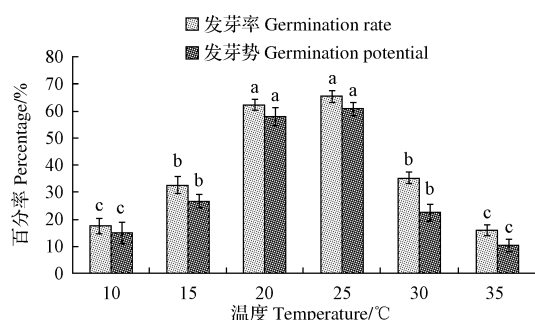 发芽率 Germination rate
发芽势 Germination potential
百分率 Percentage/%
80
70
60
50
40
30
20
10
0
c c
b b
a a
a a
b b
c c
10 15 20 25 30 35
温度 Temperature/℃